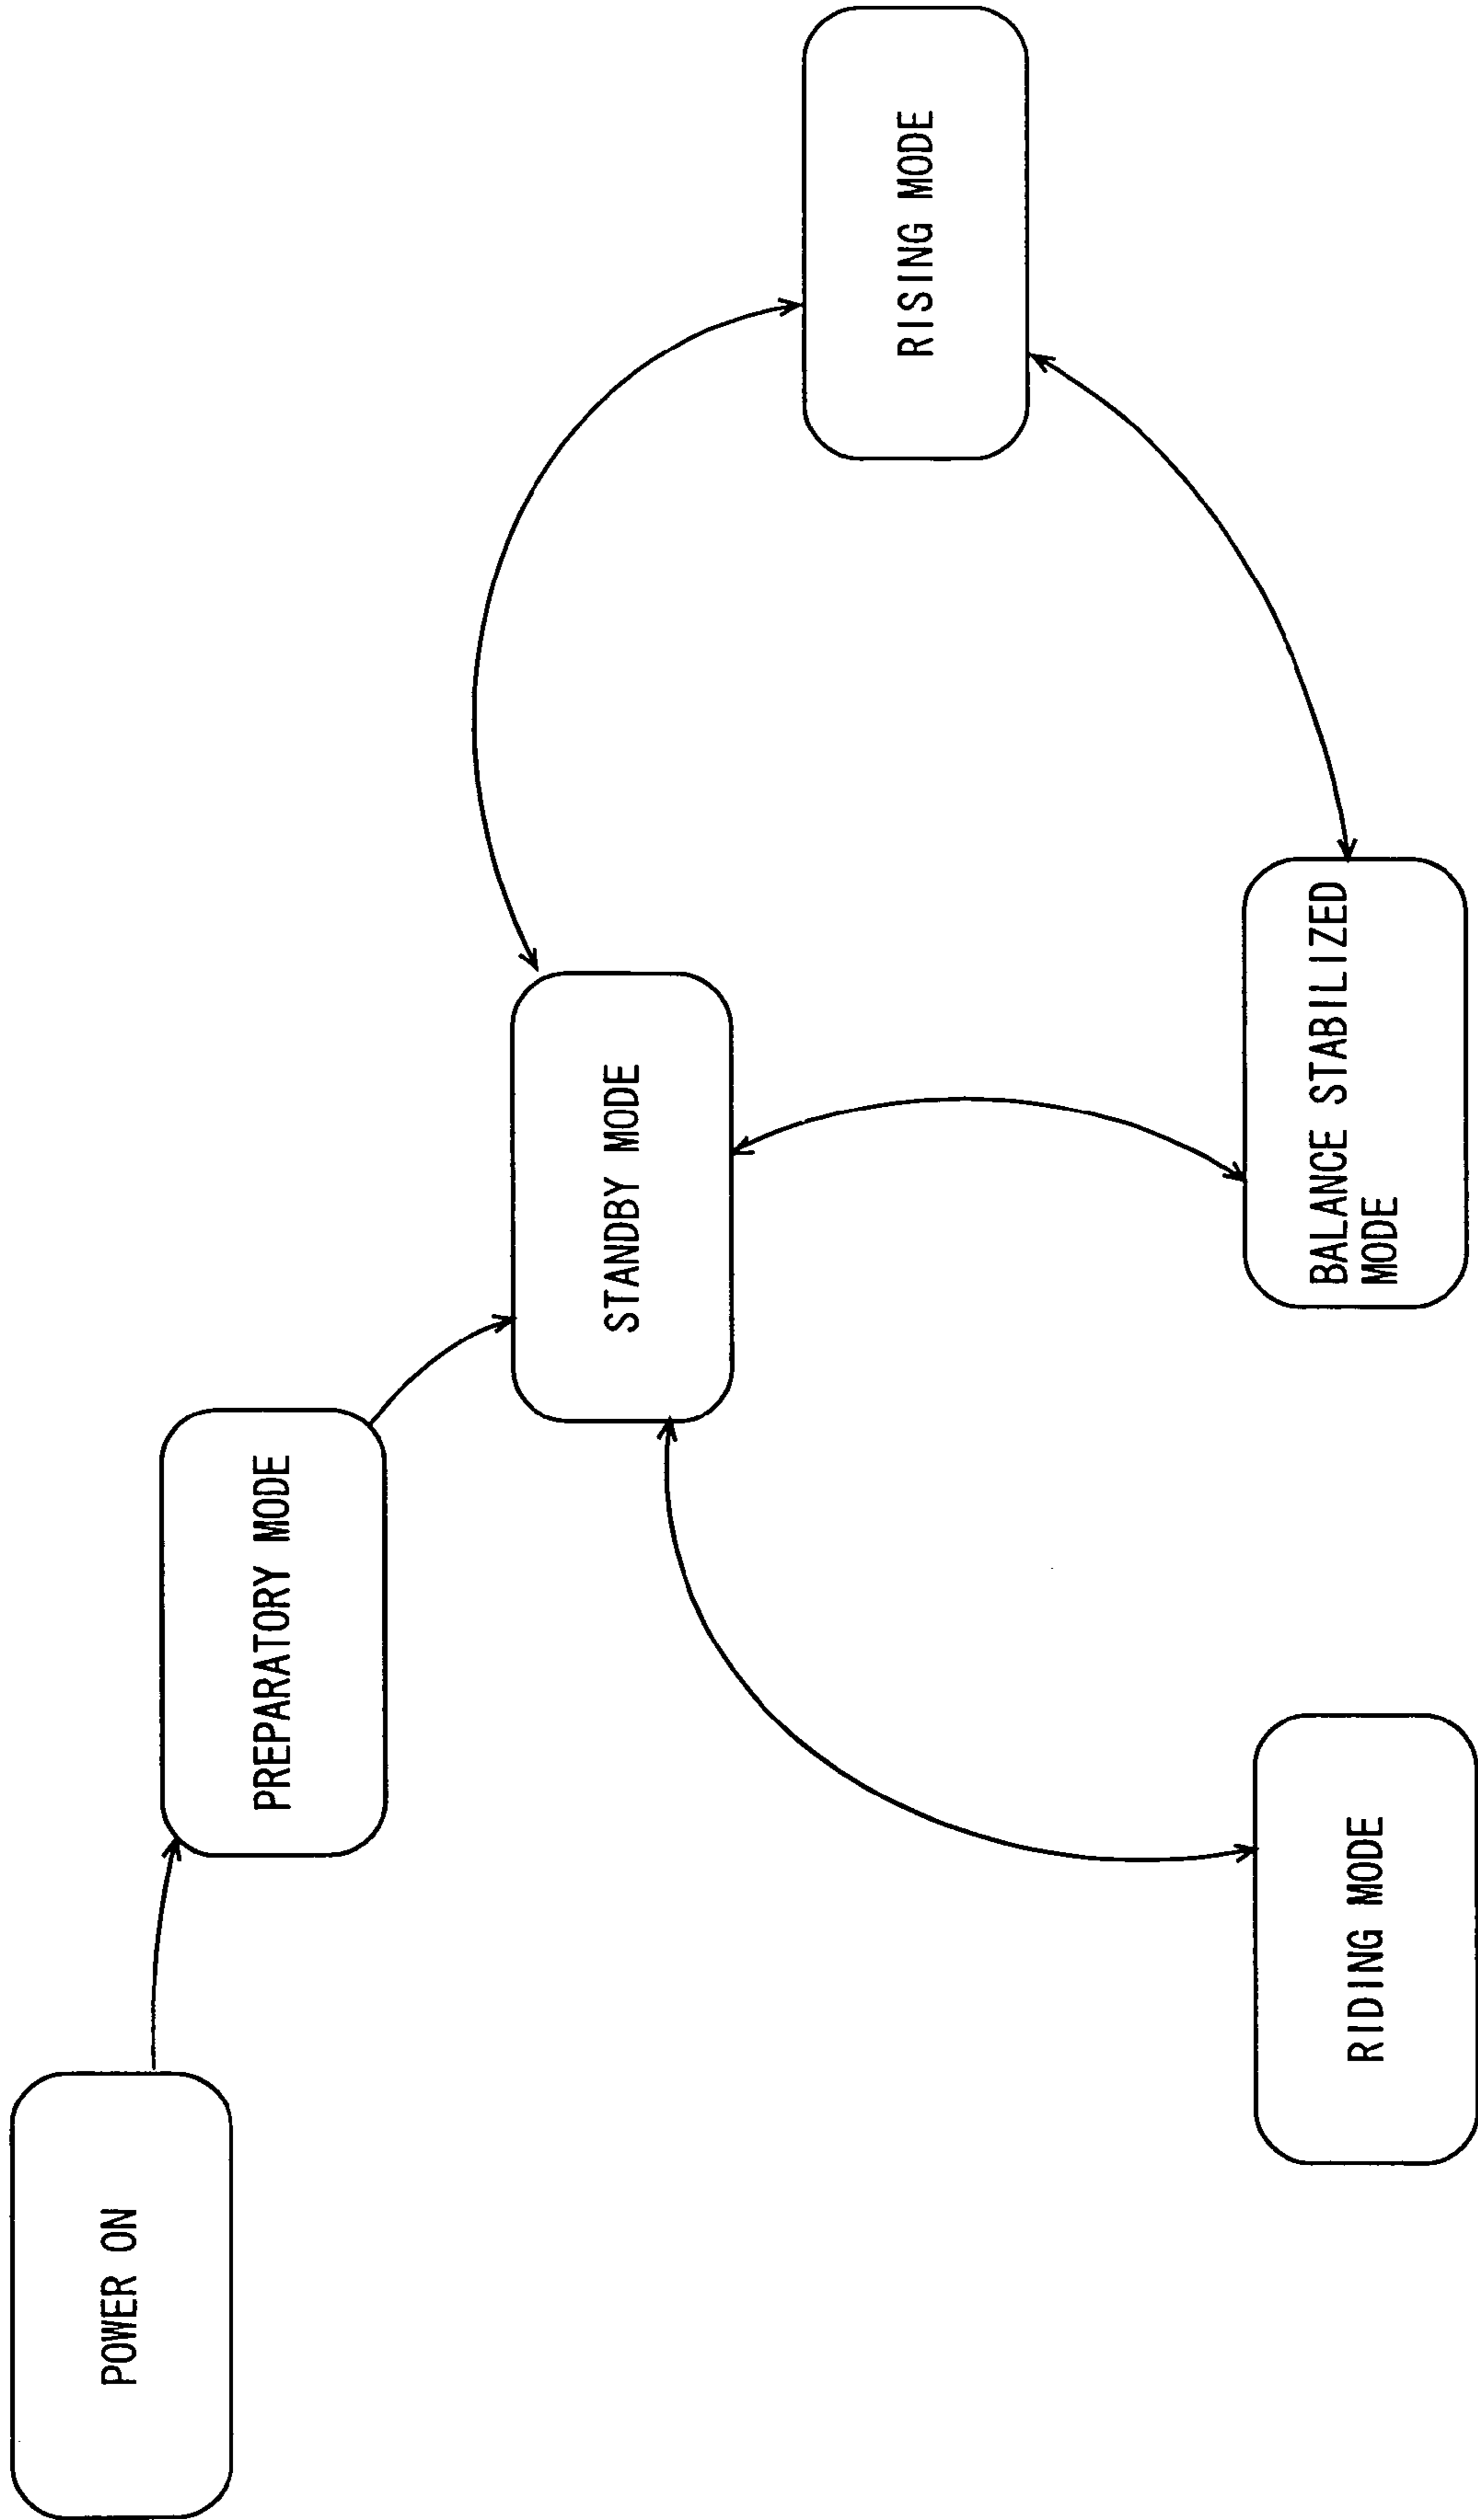 POWER ON
PREPARATORY MODE
STANDBY MODE
RISING MODE
RIDING MODE
BALANCE STABILIZED
MODE